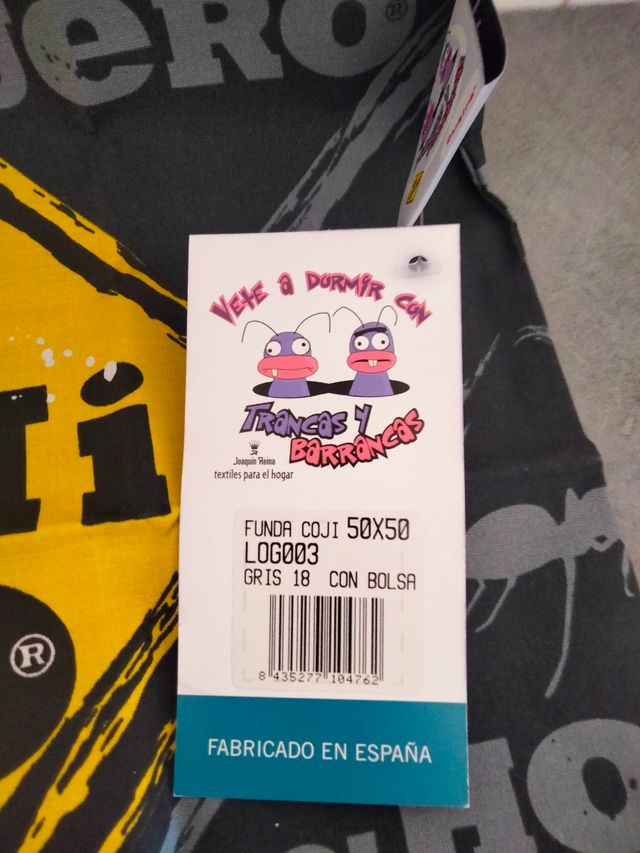 jeRO®
VETE A DORMIR CON
TRANCAS Y
BARRANCAS
Joaquín Reina
textiles para el hogar
FUNDA COJI 50X50
LOG003
GRIS 18 CON BOLSA
8 435277 104762
FABRICADO EN ESPAÑA
®